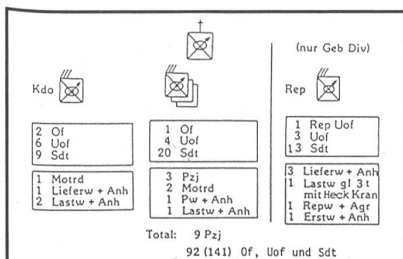 (nur Geb Div)
Kdo
Rep
2 Of
6 Uof
9 Sdt
1 Motrd
1 Lieferw + Anh
2 Lastw + Anh
1 Of
4 Uof
20 Sdt
3 Pzj
2 Motrd
1 Pw + Anh
1 Lastw + Anh
1 Rep Uof
3 Uof
13 Sdt
3 Lieferw + Anh
1 Lastw gl 3 t
mit Heck Kran
1 Repw + Agr
1 Erstw + Anh
Total: 9 Pzj
92 (141) Of, Uof und Sdt